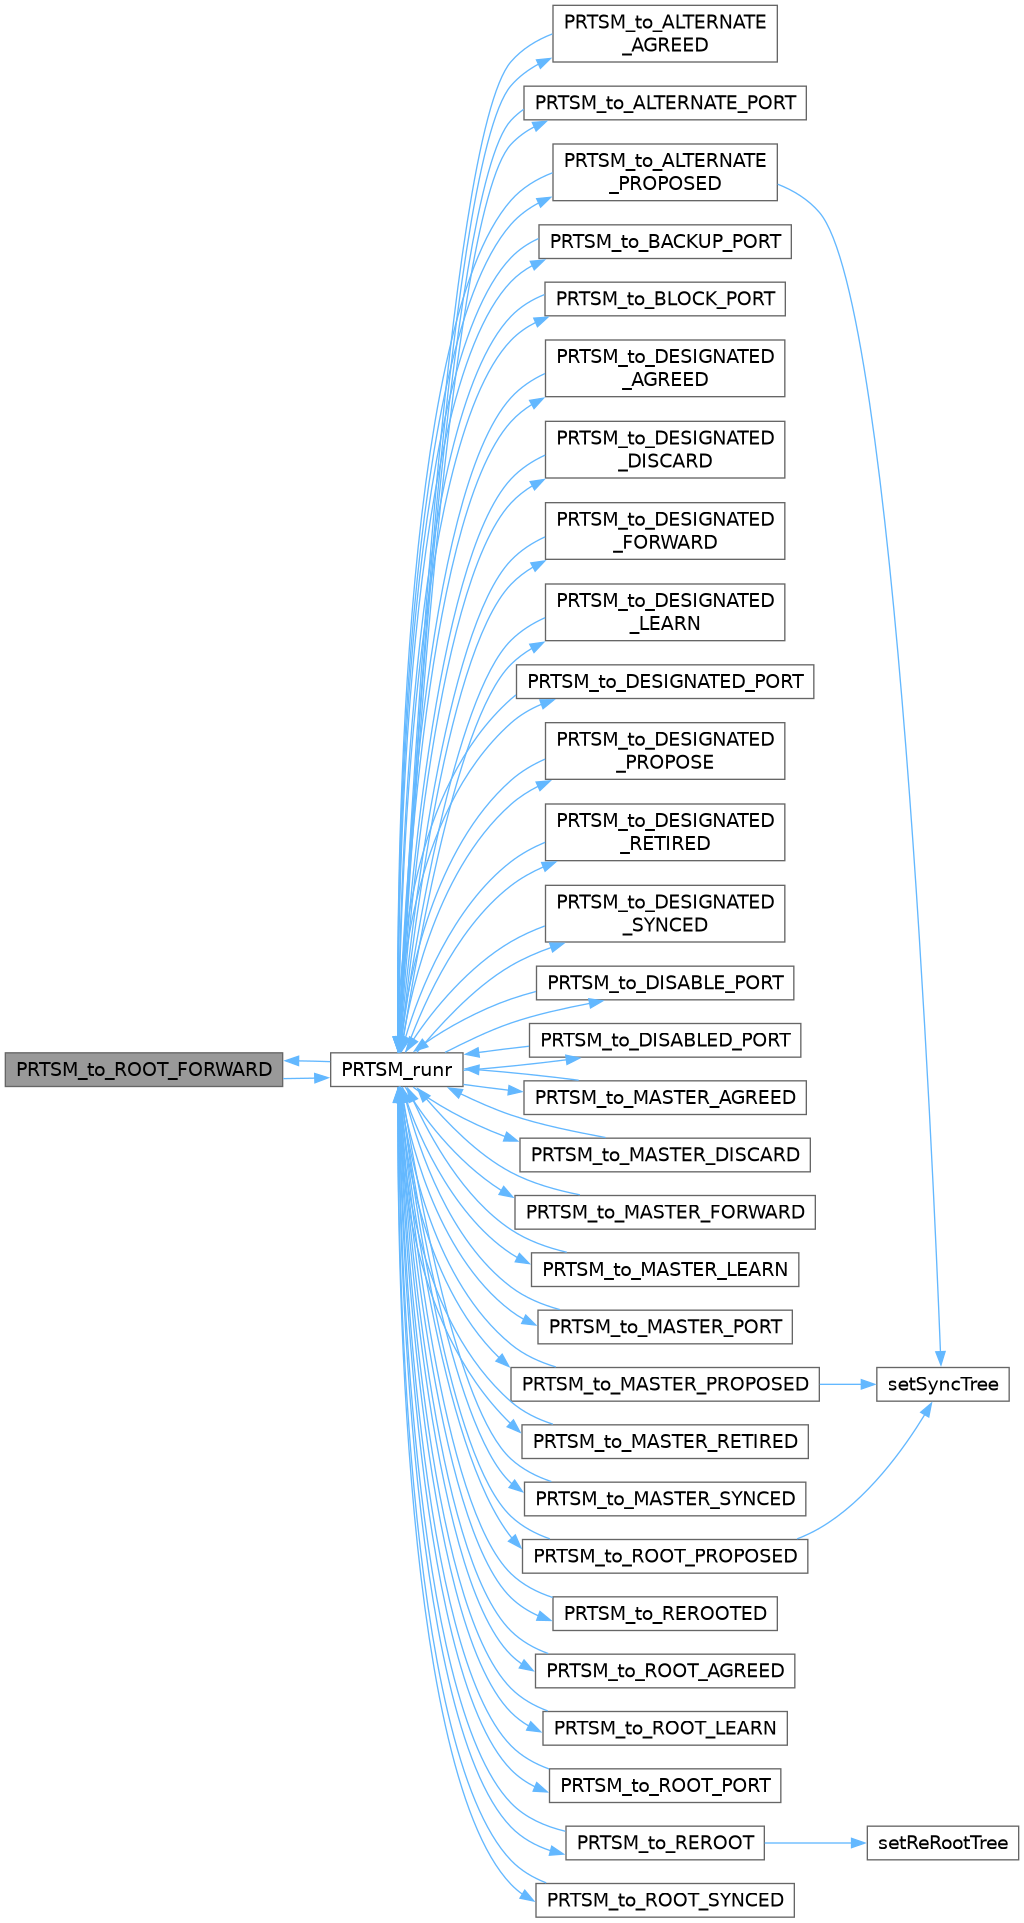 PRTSM_to_ALTERNATE
_AGREED
PRTSM_to_ALTERNATE_PORT
PRTSM_to_ALTERNATE
_PROPOSED
PRTSM_to_BACKUP_PORT
PRTSM_to_BLOCK_PORT
PRTSM_to_DESIGNATED
_AGREED
PRTSM_to_DESIGNATED
_DISCARD
PRTSM_to_DESIGNATED
_FORWARD
PRTSM_to_DESIGNATED
_LEARN
PRTSM_to_DESIGNATED_PORT
PRTSM_to_DESIGNATED
_PROPOSE
PRTSM_to_DESIGNATED
_RETIRED
PRTSM_to_DESIGNATED
_SYNCED
PRTSM_to_DISABLE_PORT
PRTSM_to_DISABLED_PORT
PRTSM_to_ROOT_FORWARD
PRTSM_runr
PRTSM_to_MASTER_AGREED
PRTSM_to_MASTER_DISCARD
PRTSM_to_MASTER_FORWARD
PRTSM_to_MASTER_LEARN
PRTSM_to_MASTER_PORT
PRTSM_to_MASTER_PROPOSED
setSyncTree
PRTSM_to_MASTER_RETIRED
PRTSM_to_MASTER_SYNCED
PRTSM_to_ROOT_PROPOSED
PRTSM_to_REROOTED
PRTSM_to_ROOT_AGREED
PRTSM_to_ROOT_LEARN
PRTSM_to_ROOT_PORT
PRTSM_to_REROOT
setReRootTree
PRTSM_to_ROOT_SYNCED